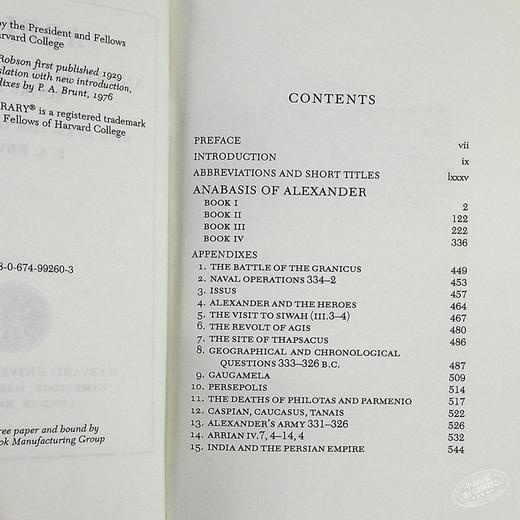 by the President and Fellows
arvard College
Robson first published 1929
slation with new introduction,
dixes by P. A. Brunt, 1976
RARY® is a registered trademark
Fellows of Harvard College
8-0-674-99260-3
ree paper and bound by
ok Manufacturing Group
CONTENTS
PREFACE vii
INTRODUCTION ix
ABBREVIATIONS AND SHORT TITLES lxxxv
ANABASIS OF ALEXANDER
BOOK I 2
BOOK II 122
BOOK III 222
BOOK IV 336
APPENDIXES
1. THE BATTLE OF THE GRANICUS 449
2. NAVAL OPERATIONS 334–2 453
3. ISSUS 457
4. ALEXANDER AND THE HEROES 464
5. THE VISIT TO SIWAH (III.3–4) 467
6. THE REVOLT OF AGIS 480
7. THE SITE OF THAPSACUS 486
8. GEOGRAPHICAL AND CHRONOLOGICAL
QUESTIONS 333–326 B.C. 487
9. GAUGAMELA 509
10. PERSEPOLIS 514
11. THE DEATHS OF PHILOTAS AND PARMENIO 517
12. CASPIAN, CAUCASUS, TANAIS 522
13. ALEXANDER'S ARMY 331–326 526
14. ARRIAN IV.7, 4–14, 4 532
15. INDIA AND THE PERSIAN EMPIRE 544